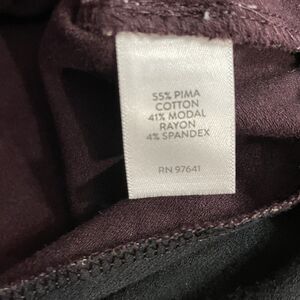 55% PIMA
COTTON
41% MODAL
RAYON
4% SPANDEX
RN 97641